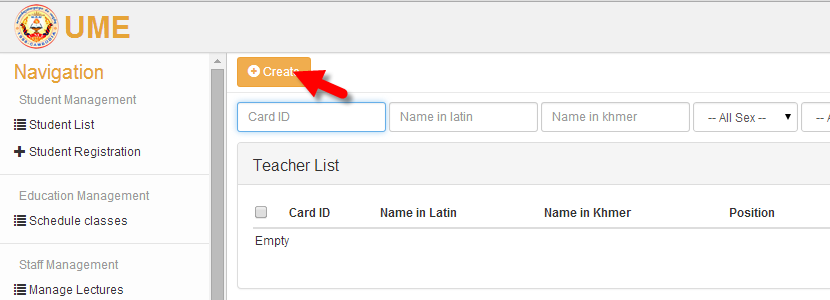 UME
Navigation
Student Management
Student List
Student Registration
Education Management
Schedule classes
Staff Management
Manage Lectures
Create
Card ID
Name in latin
Name in khmer
-- All Sex --
-- A
Teacher List
Card ID
Name in Latin
Name in Khmer
Position
Empty